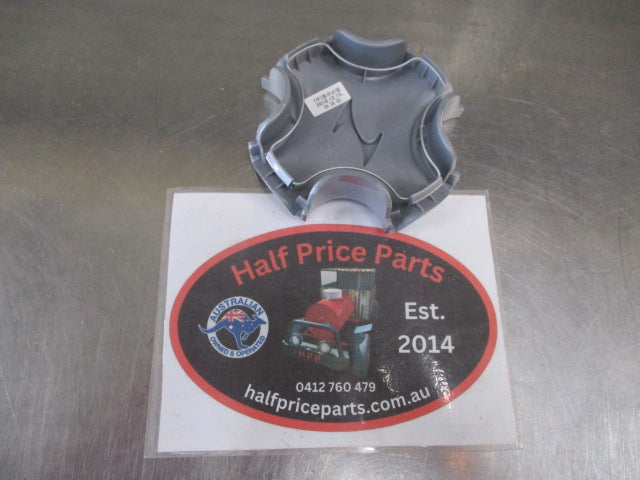 Half Price Parts
AUSTRALIAN
OWNED & OPERATED
Est.
2014
H.P.P
0412 760 479
halfpriceparts.com.au